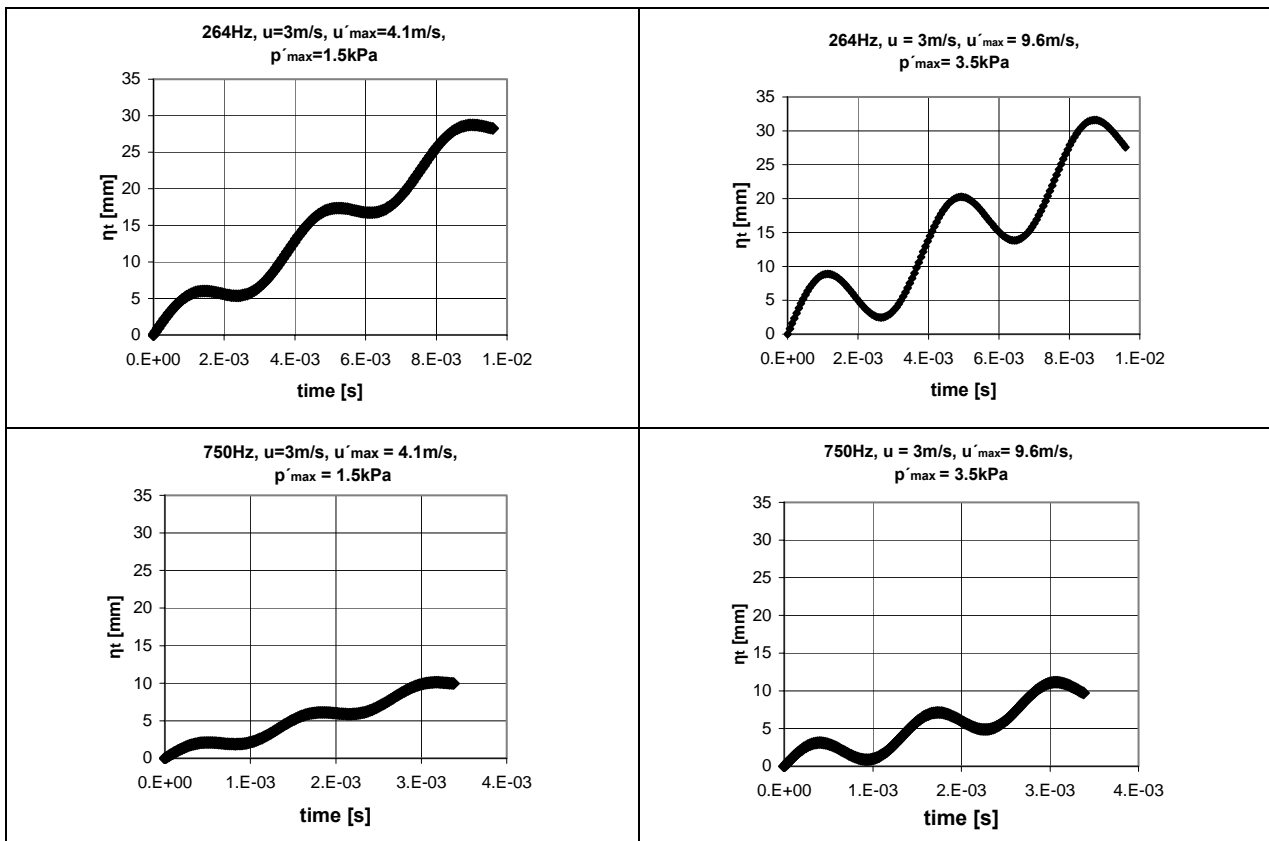 264Hz, u=3m/s, u´max=4.1m/s,
p´max=1.5kPa
35
30
25
20
15
10
5
0
ηt [mm]
0.E+00 2.E-03 4.E-03 6.E-03 8.E-03 1.E-02
time [s]
264Hz, u = 3m/s, u´max = 9.6m/s,
p´max= 3.5kPa
35
30
25
20
15
10
5
0
ηt [mm]
0.E+00 2.E-03 4.E-03 6.E-03 8.E-03 1.E-02
time [s]
750Hz, u=3m/s, u´max = 4.1m/s,
p´max = 1.5kPa
35
30
25
20
15
10
5
0
ηt [mm]
0.E+00 1.E-03 2.E-03 3.E-03 4.E-03
time [s]
750Hz, u = 3m/s, u´max= 9.6m/s,
p´max = 3.5kPa
35
30
25
20
15
10
5
0
ηt [mm]
0.E+00 1.E-03 2.E-03 3.E-03 4.E-03
time [s]